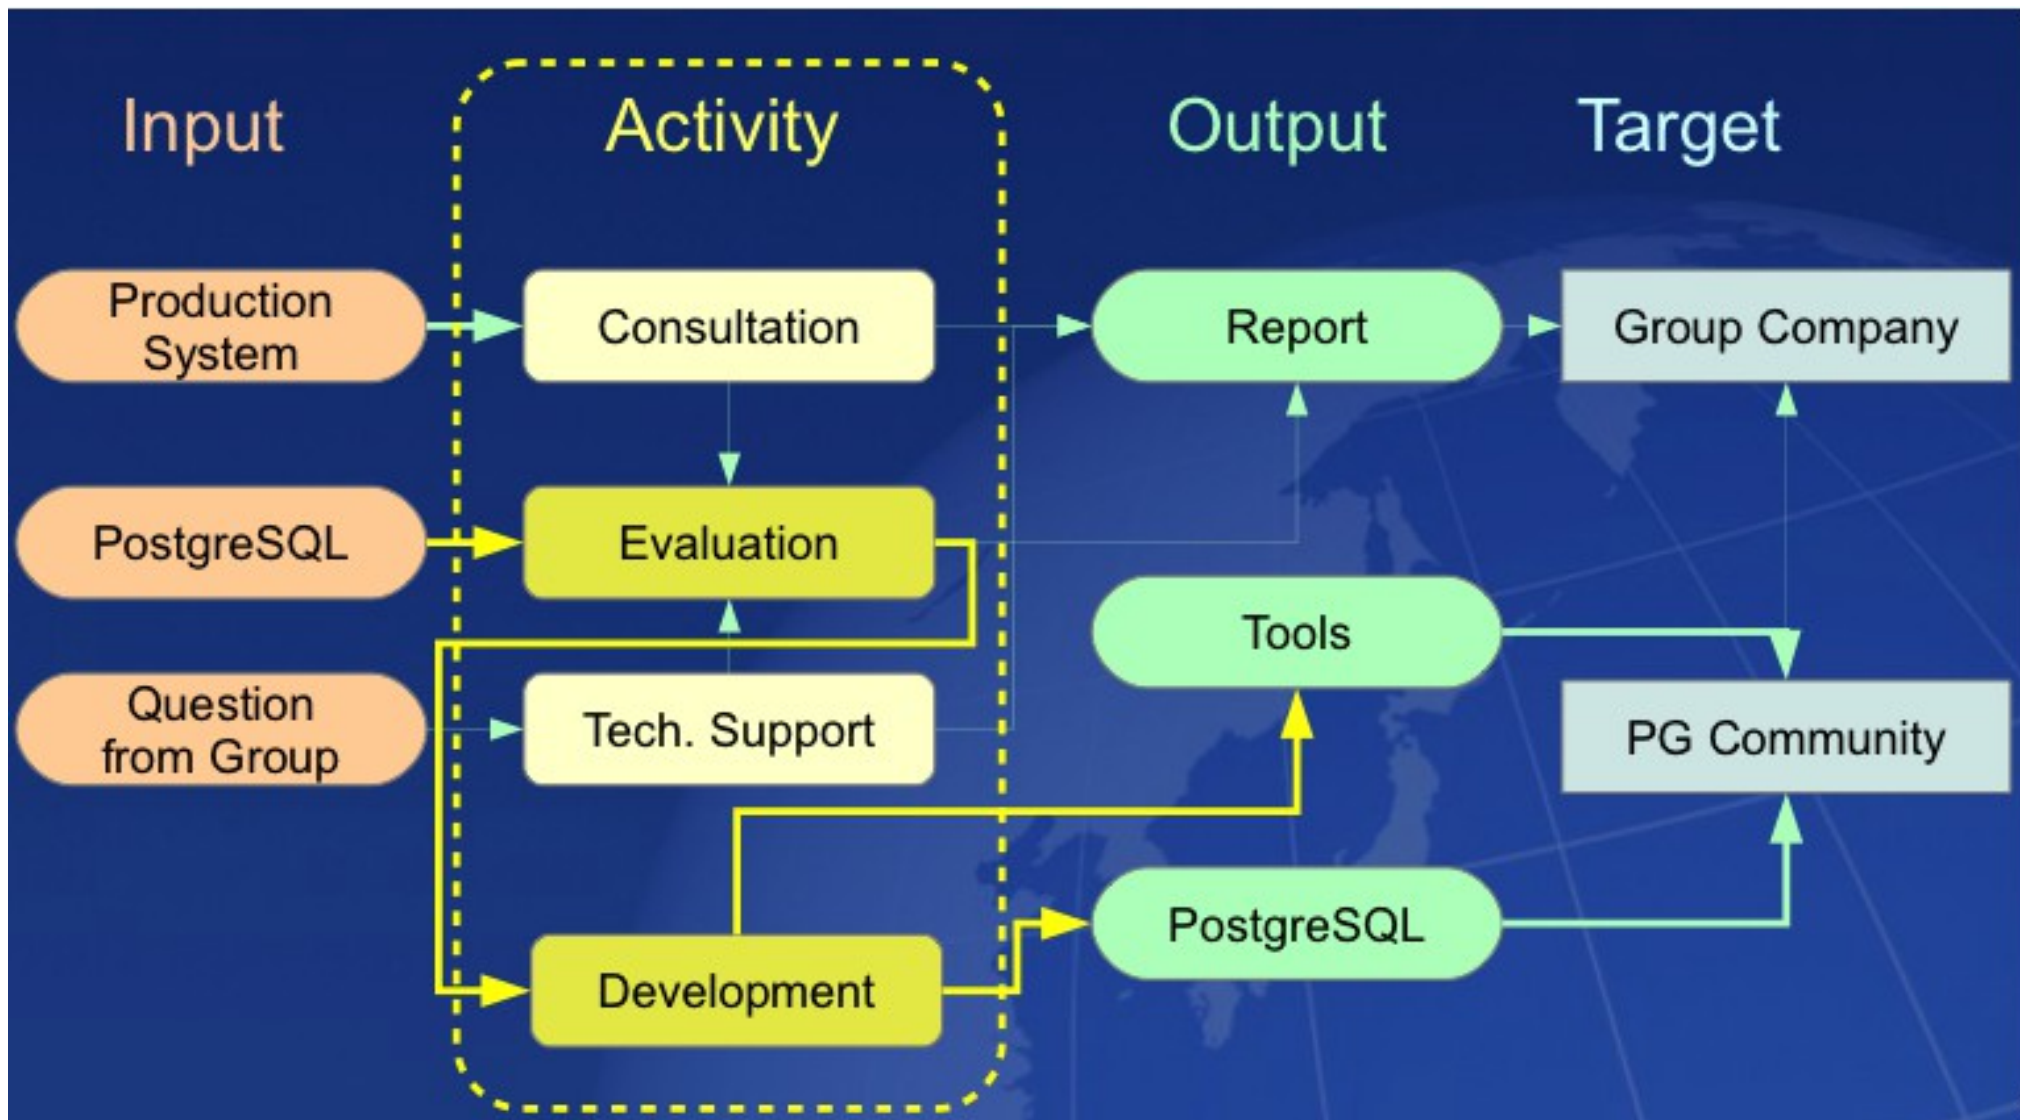 Input
Activity
Output
Target
Production
System
Consultation
Report
Group Company
PostgreSQL
Evaluation
Tools
Question
from Group
Tech. Support
PG Community
PostgreSQL
Development